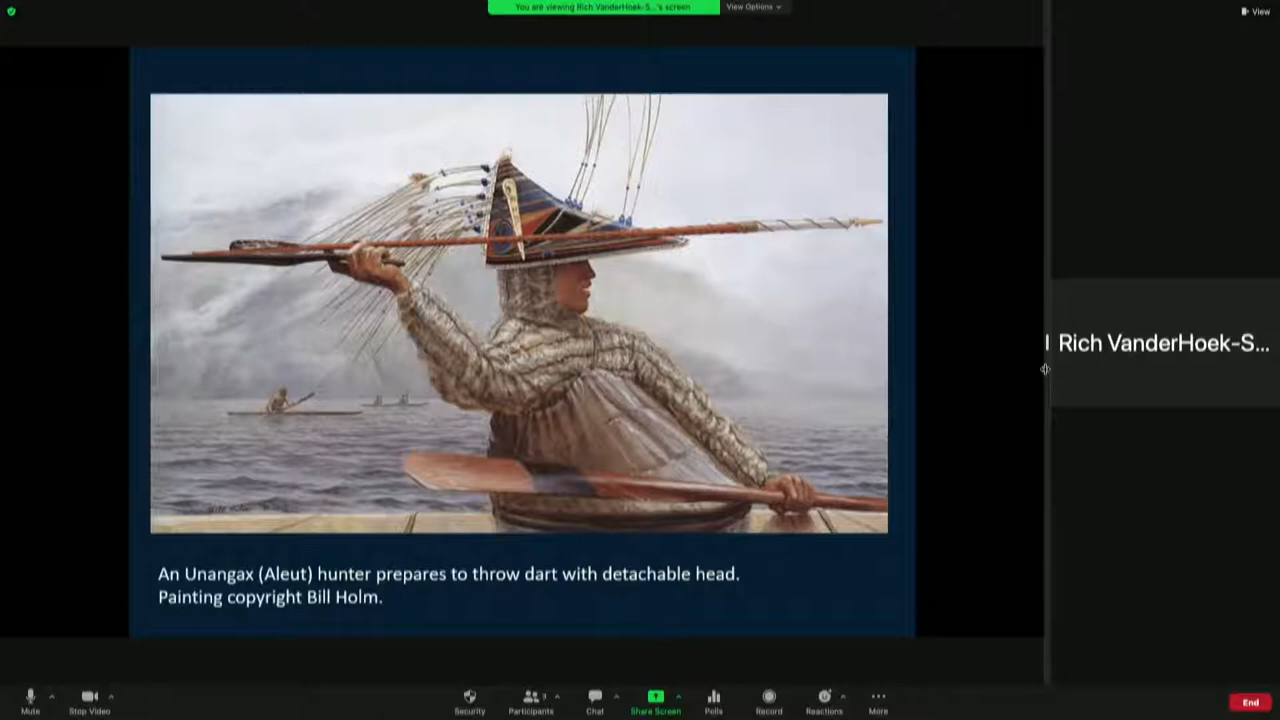 You are viewing Rich VanderHoek-S...'s screen
View Options
View
An Unangax (Aleut) hunter prepares to throw dart with detachable head.
Painting copyright Bill Holm.
Rich VanderHoek-S...
Mute
Stop Video
Security
Participants
3
Chat
Share Screen
Polls
Record
Reactions
More
End